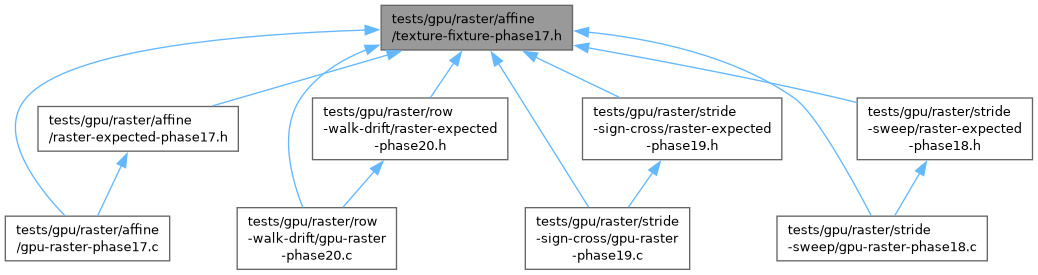 tests/gpu/raster/affine
/texture-fixture-phase17.h
tests/gpu/raster/affine
/raster-expected-phase17.h
tests/gpu/raster/row
-walk-drift/raster-expected
-phase20.h
tests/gpu/raster/stride
-sign-cross/raster-expected
-phase19.h
tests/gpu/raster/stride
-sweep/raster-expected
-phase18.h
tests/gpu/raster/affine
/gpu-raster-phase17.c
tests/gpu/raster/row
-walk-drift/gpu-raster
-phase20.c
tests/gpu/raster/stride
-sign-cross/gpu-raster
-phase19.c
tests/gpu/raster/stride
-sweep/gpu-raster-phase18.c